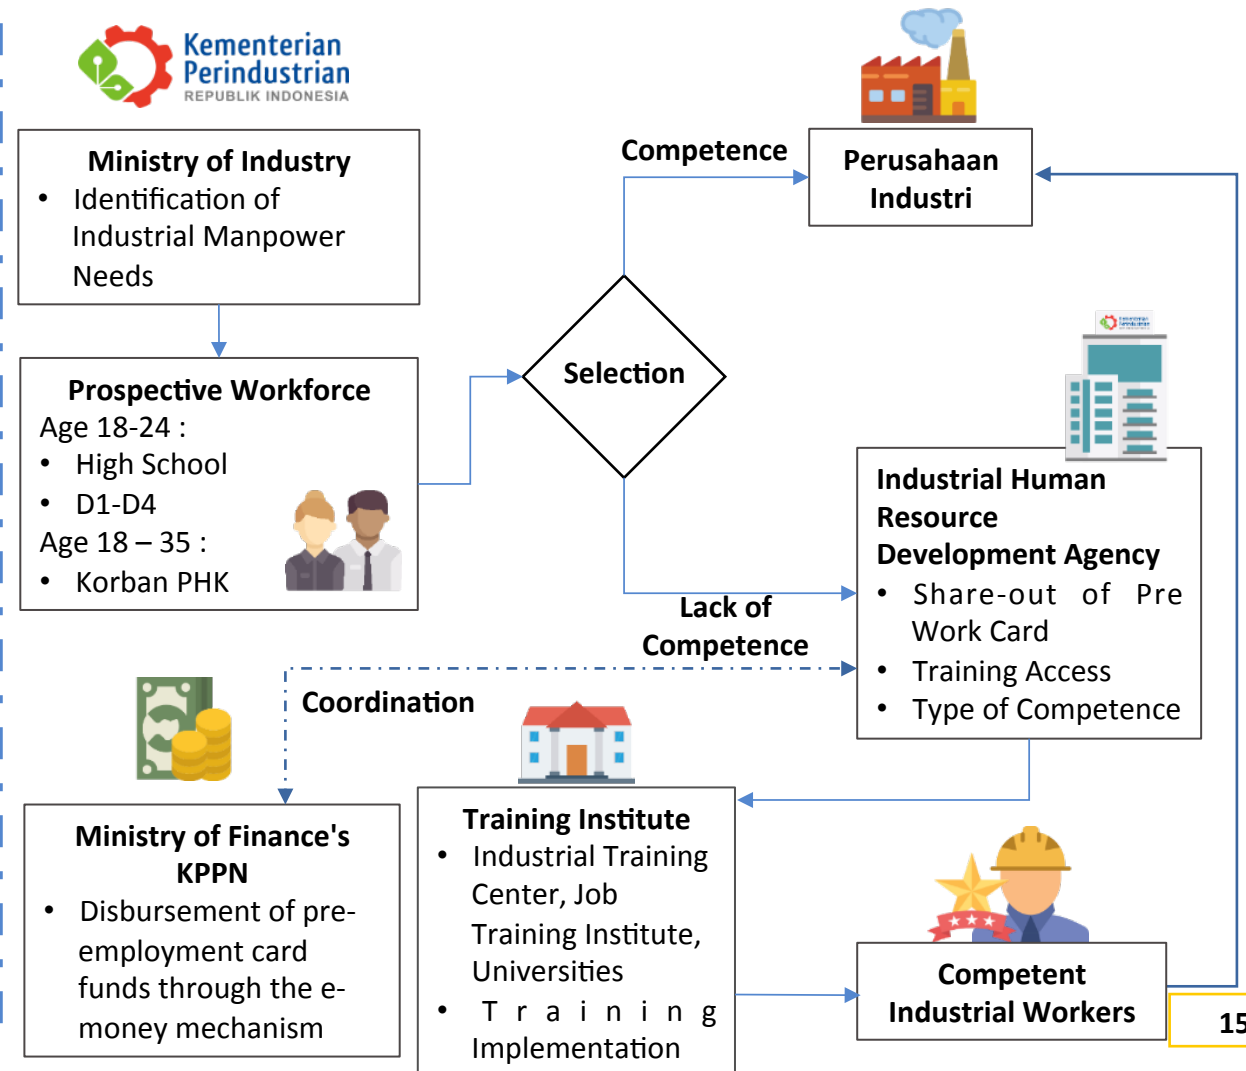 Kementerian
Perindustrian
REPUBLIK INDONESIA
Ministry of Industry
• Identification of
Industrial Manpower
Needs
Prospective Workforce
Age 18-24 :
• High School
• D1-D4
Age 18 – 35 :
• Korban PHK
Selection
Competence
Perusahaan
Industri
Lack of
Competence
Kementerian
Perindustrian
Industrial Human
Resource
Development Agency
• Share-out of Pre
Work Card
• Training Access
• Type of Competence
Coordination
Ministry of Finance's
KPPN
• Disbursement of pre-
employment card
funds through the e-
money mechanism
Training Institute
• Industrial Training
Center, Job
Training Institute,
Universities
• Training
Implementation
Competent
Industrial Workers
15